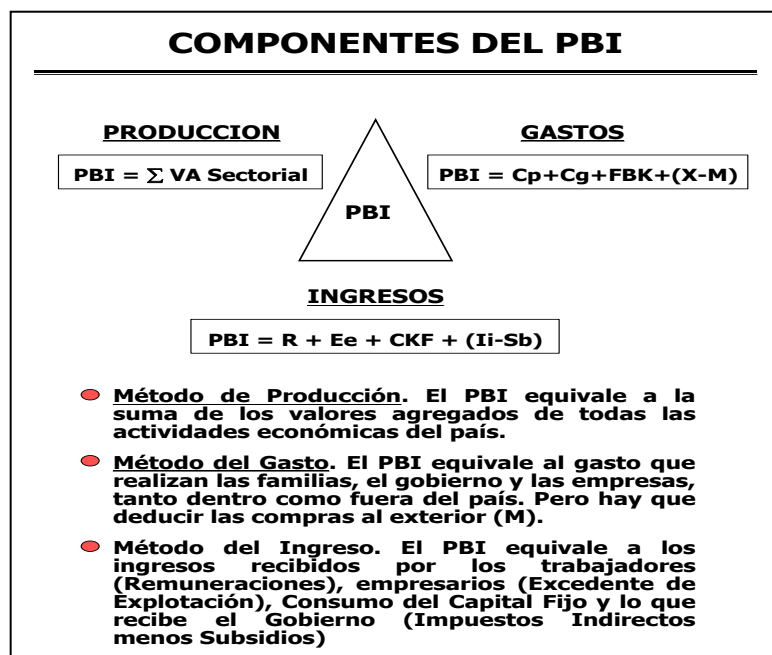 COMPONENTES DEL PBI
PRODUCCION
PBI = ∑ VA Sectorial
GASTOS
PBI = Cp+Cg+FBK+(X-M)
PBI
INGRESOS
PBI = R + Ee + CKF + (Ii-Sb)
Método de Producción. El PBI equivale a la
suma de los valores agregados de todas las
actividades económicas del país.
Método del Gasto. El PBI equivale al gasto que
realizan las familias, el gobierno y las empresas,
tanto dentro como fuera del país. Pero hay que
deducir las compras al exterior (M).
Método del Ingreso. El PBI equivale a los
ingresos recibidos por los trabajadores
(Remuneraciones), empresarios (Excedente de
Explotación), Consumo del Capital Fijo y lo que
recibe el Gobierno (Impuestos Indirectos
menos Subsidios)